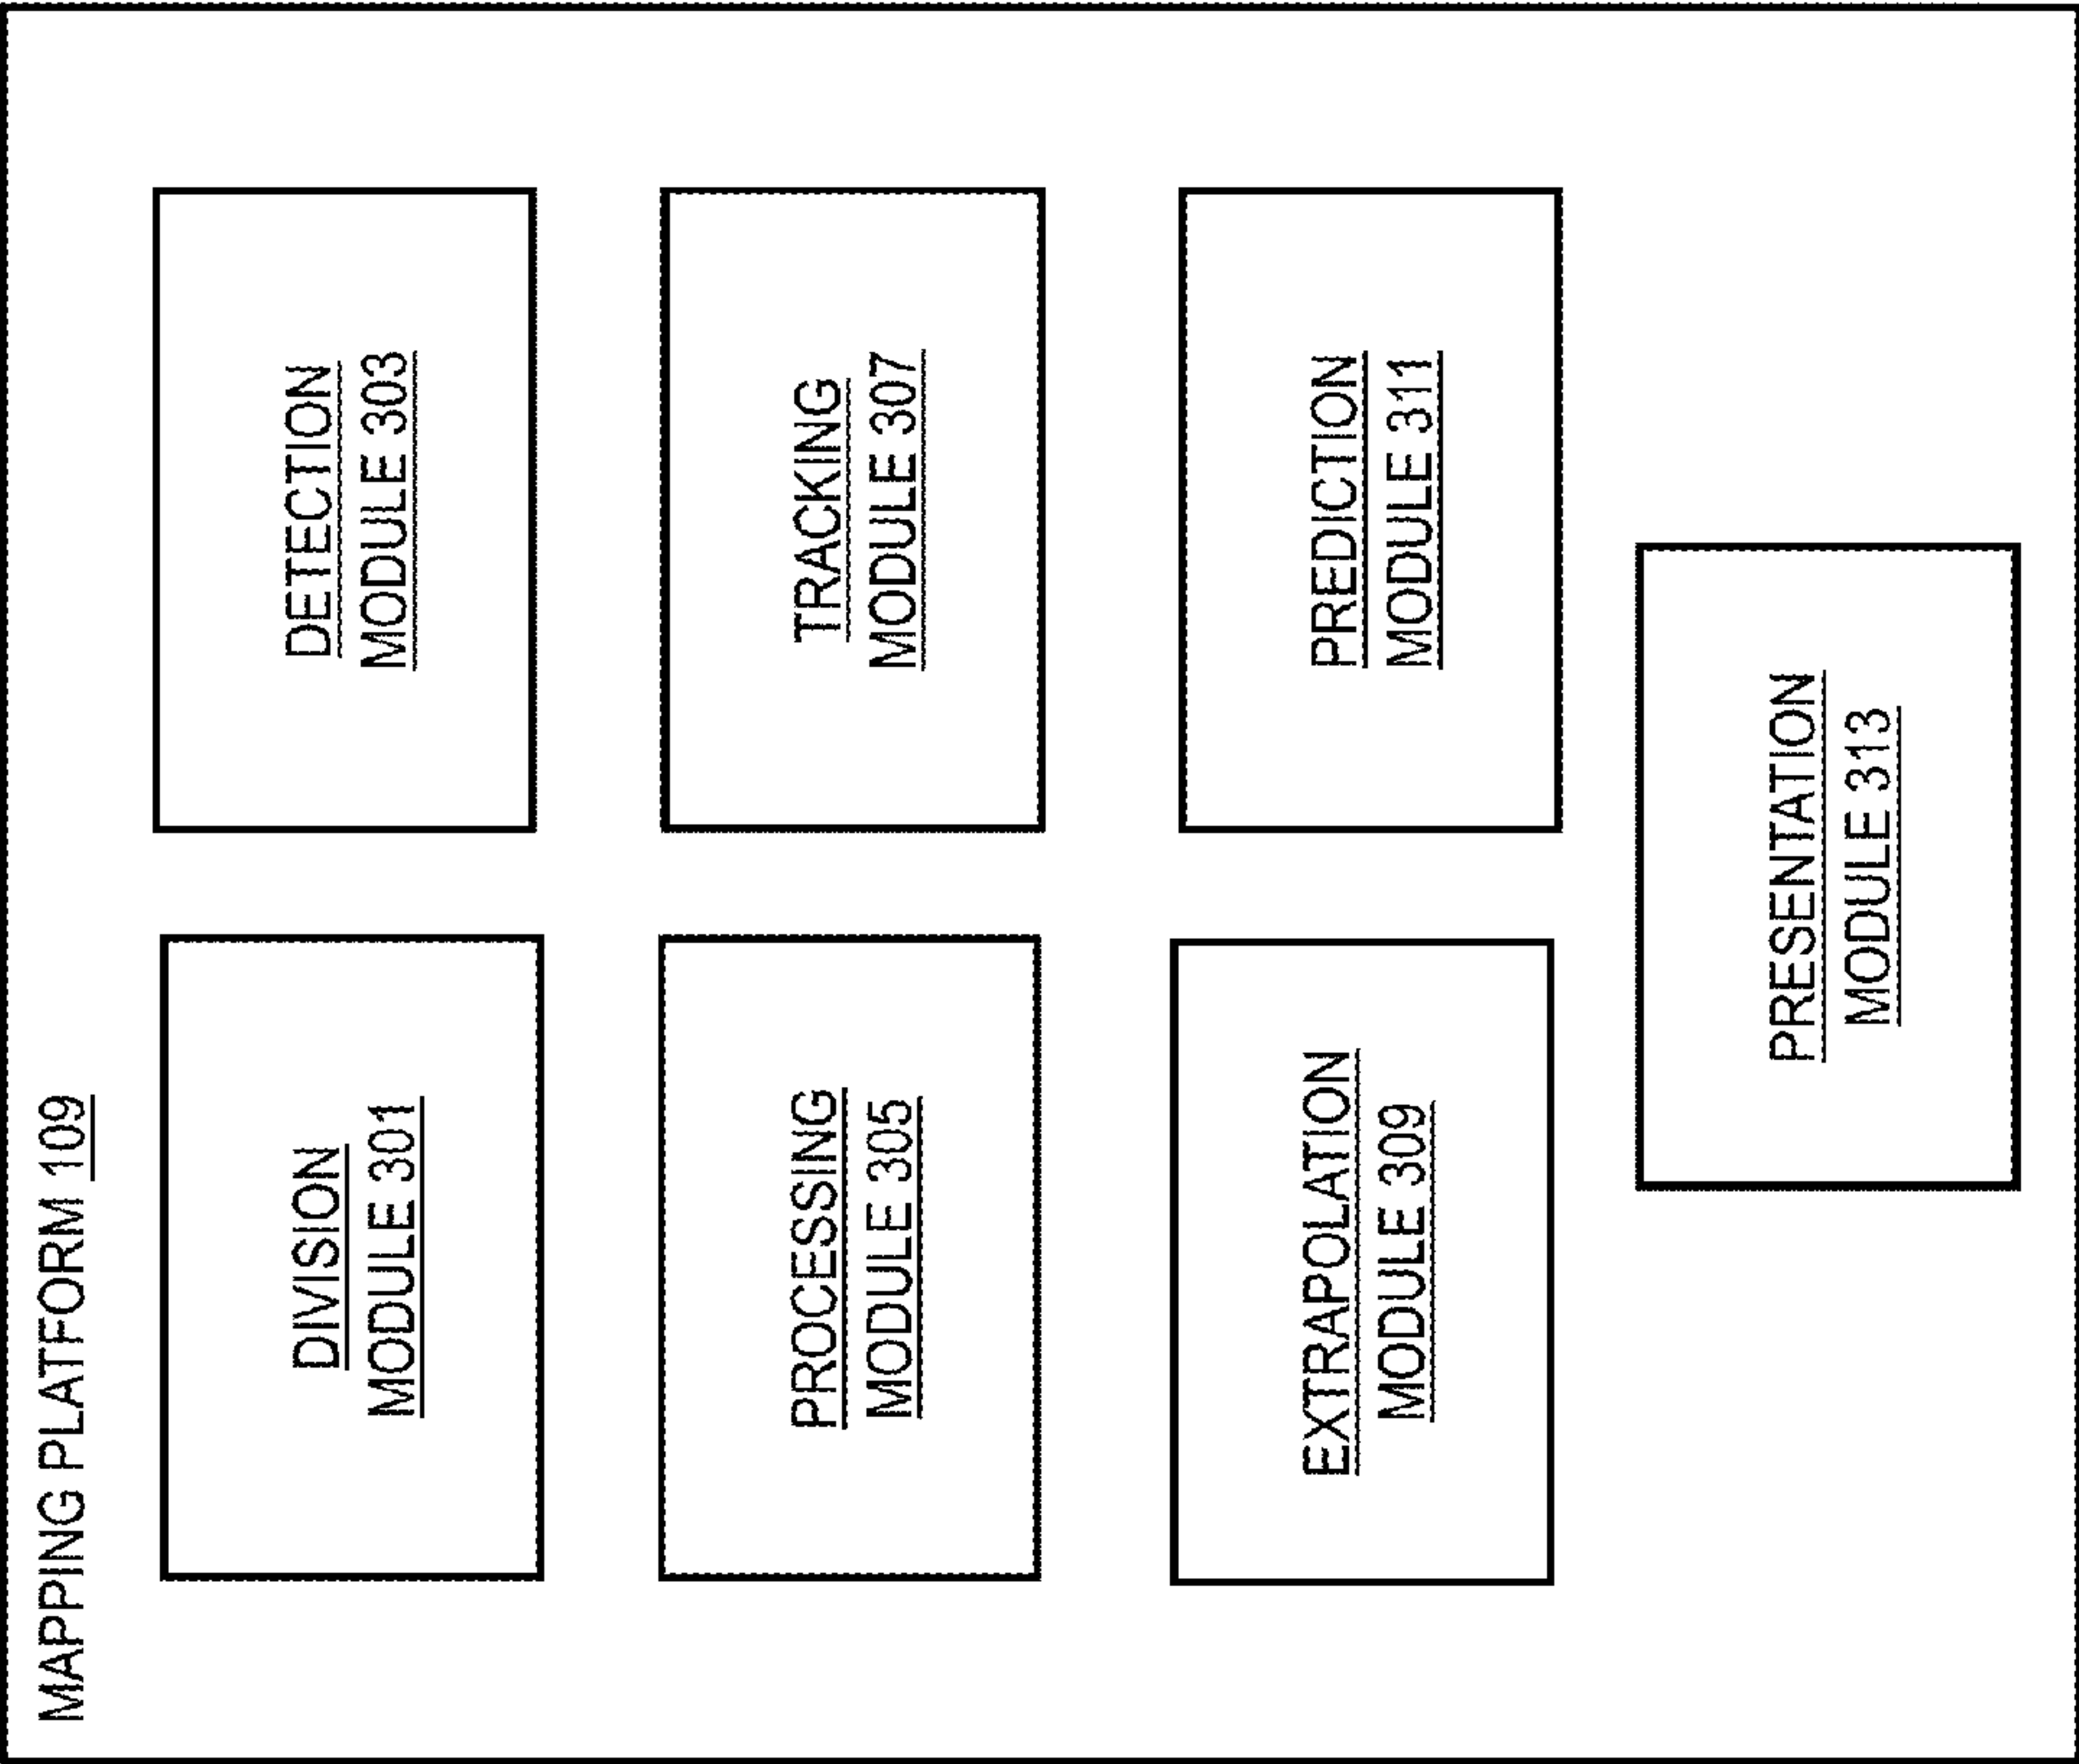 MAPPING PLATFORM 109
DIVISION
MODULE 301
DETECTION
MODULE 303
PROCESSING
MODULE 305
TRACKING
MODULE 307
EXTRAPOLATION
MODULE 309
PREDICTION
MODULE 311
PRESENTATION
MODULE 313